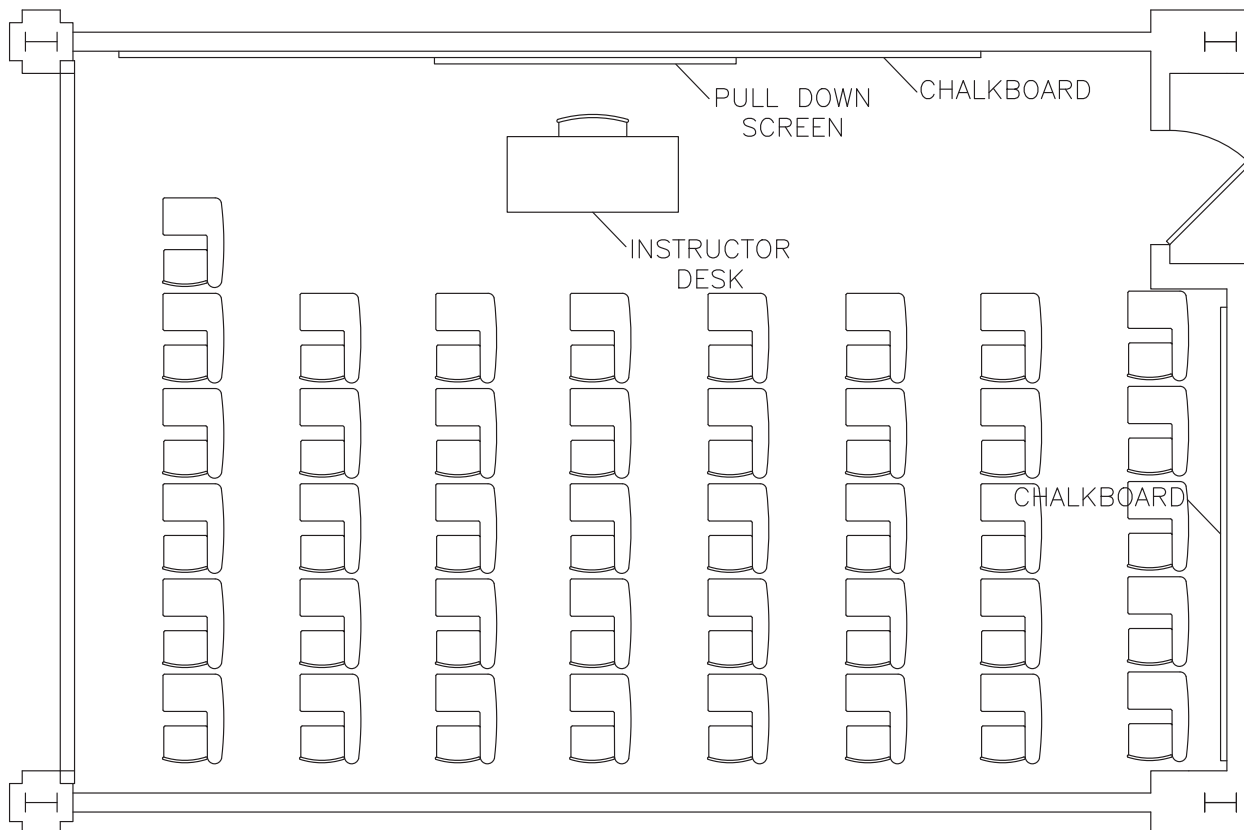 PULL DOWN
SCREEN
CHALKBOARD
INSTRUCTOR
DESK
CHALKBOARD